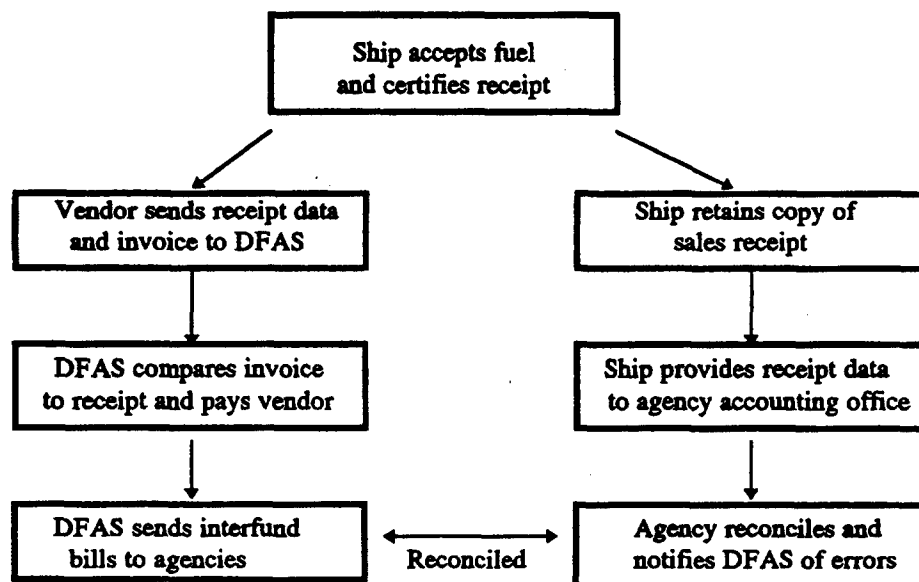 Ship accepts fuel
and certifies receipt
Vendor sends receipt data
and invoice to DFAS
Ship retains copy of
sales receipt
DFAS compares invoice
to receipt and pays vendor
Ship provides receipt data
to agency accounting office
DFAS sends interfund
bills to agencies
Reconciled
Agency reconciles and
notifies DFAS of errors